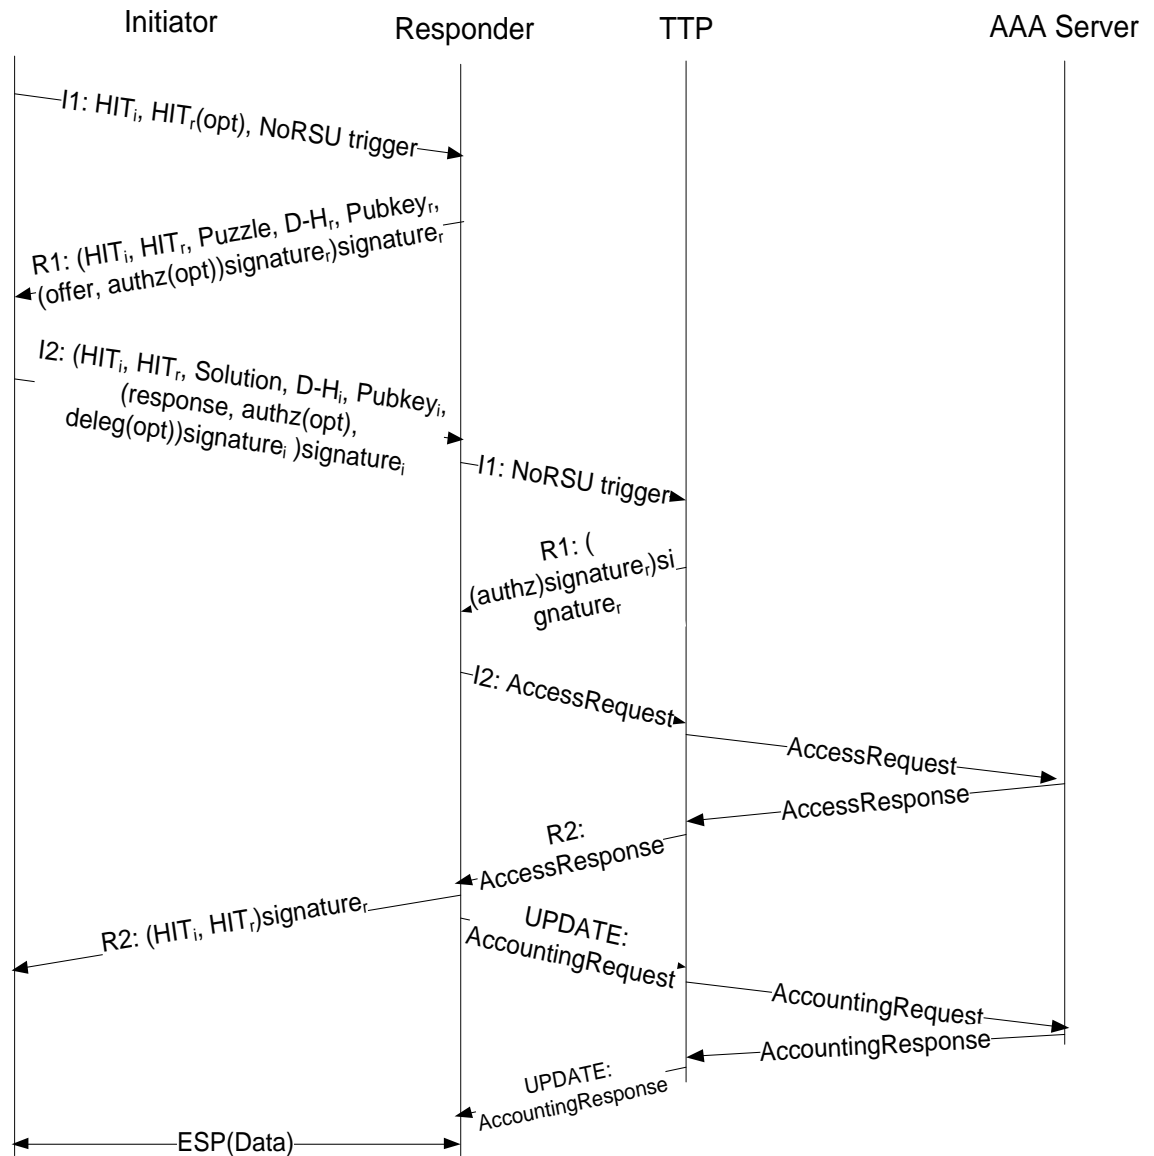 Initiator
Responder
TTP
AAA Server
I1: HITi, HITr(opt), NoRSU trigger
R1: (HITi, HITr, Puzzle, D-Hr, Pubkeyr,
(offer, authz(opt))signaturer)signaturer
I2: (HITi, HITr, Solution, D-Hi, Pubkeyi,
(response, authz(opt),
deleg(opt))signaturei )signaturei
I1: NoRSU trigger
R1: (
(authz)signaturer)si
gnaturer
I2: AccessRequest
AccessRequest
AccessResponse
R2:
AccessResponse
R2: (HITi, HITr)signaturer
UPDATE:
AccountingRequest
AccountingRequest
AccountingResponse
UPDATE:
AccountingResponse
ESP(Data)